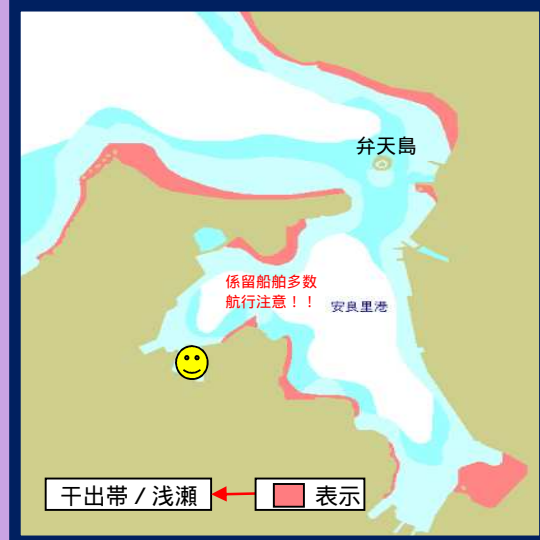 弁天島
係留船舶多数
航行注意！！
安良里港
干出帯 / 浅瀬
表示